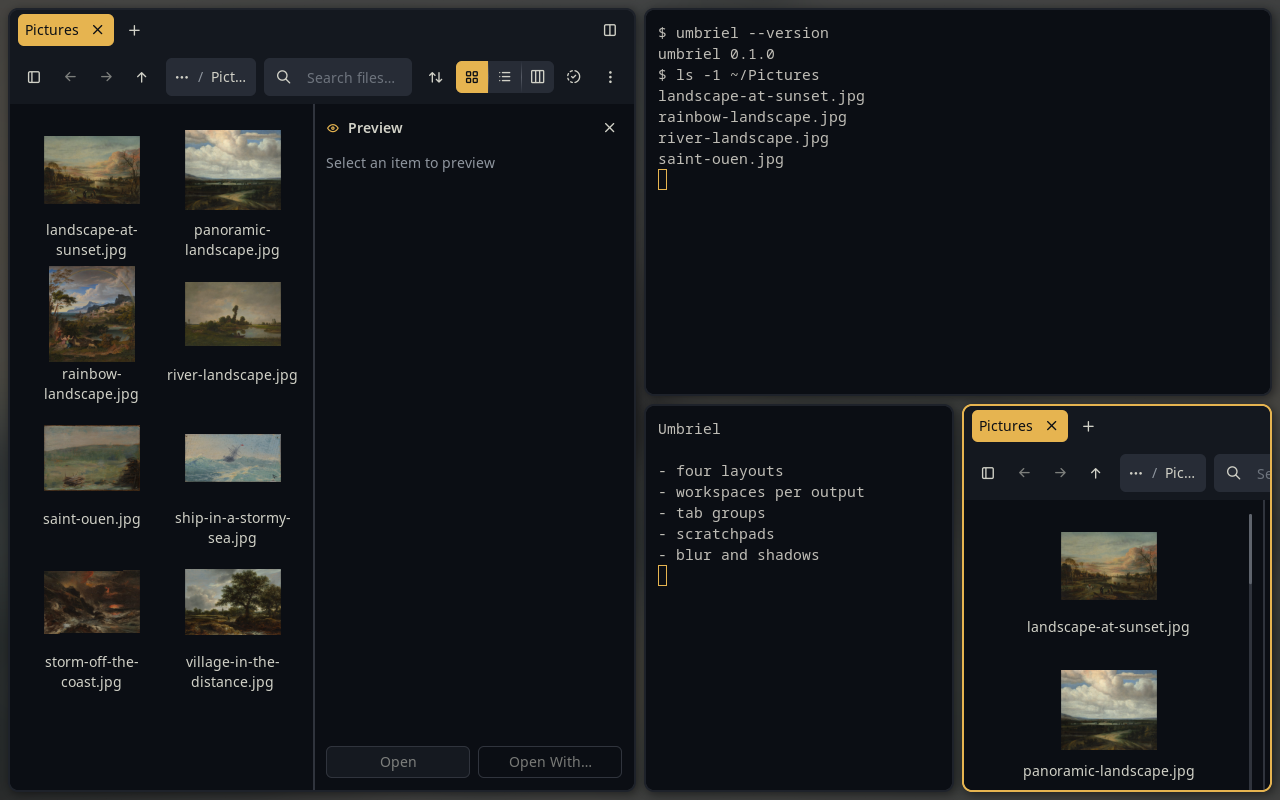 Pictures
… / Pict…
Search files…
landscape-at-
sunset.jpg
panoramic-
landscape.jpg
rainbow-
landscape.jpg
river-landscape.jpg
saint-ouen.jpg
ship-in-a-stormy-
sea.jpg
storm-off-the-
coast.jpg
village-in-the-
distance.jpg
Preview
Select an item to preview
Open
Open With…
$ umbriel --version
umbriel 0.1.0
$ ls -1 ~/Pictures
landscape-at-sunset.jpg
rainbow-landscape.jpg
river-landscape.jpg
saint-ouen.jpg
Umbriel
- four layouts
- workspaces per output
- tab groups
- scratchpads
- blur and shadows
Pictures
… / Pic…
Se
landscape-at-sunset.jpg
panoramic-landscape.jpg